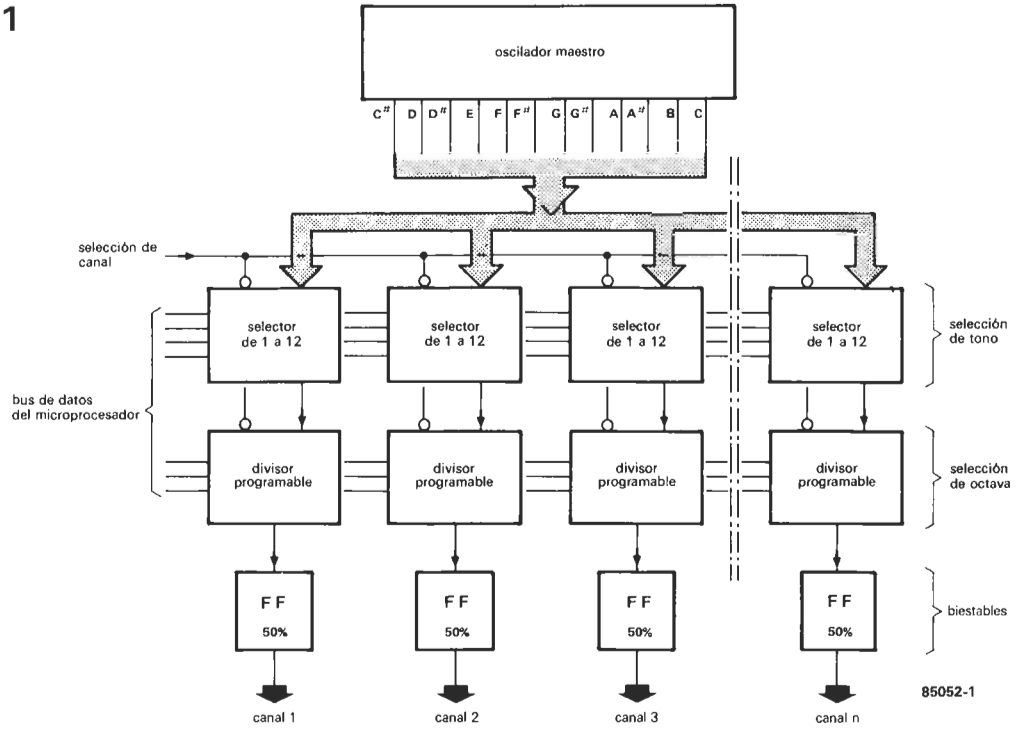 1
oscilador maestro
C# D D# E F F# G G# A A# B C
selección de
canal
selector
de 1 a 12
selector
de 1 a 12
selector
de 1 a 12
selector
de 1 a 12
selección
de tono
bus de datos
del microprocesador
divisor
programable
divisor
programable
divisor
programable
divisor
programable
selección
de octava
FF
50%
FF
50%
FF
50%
FF
50%
biestables
85052-1
canal 1
canal 2
canal 3
canal n